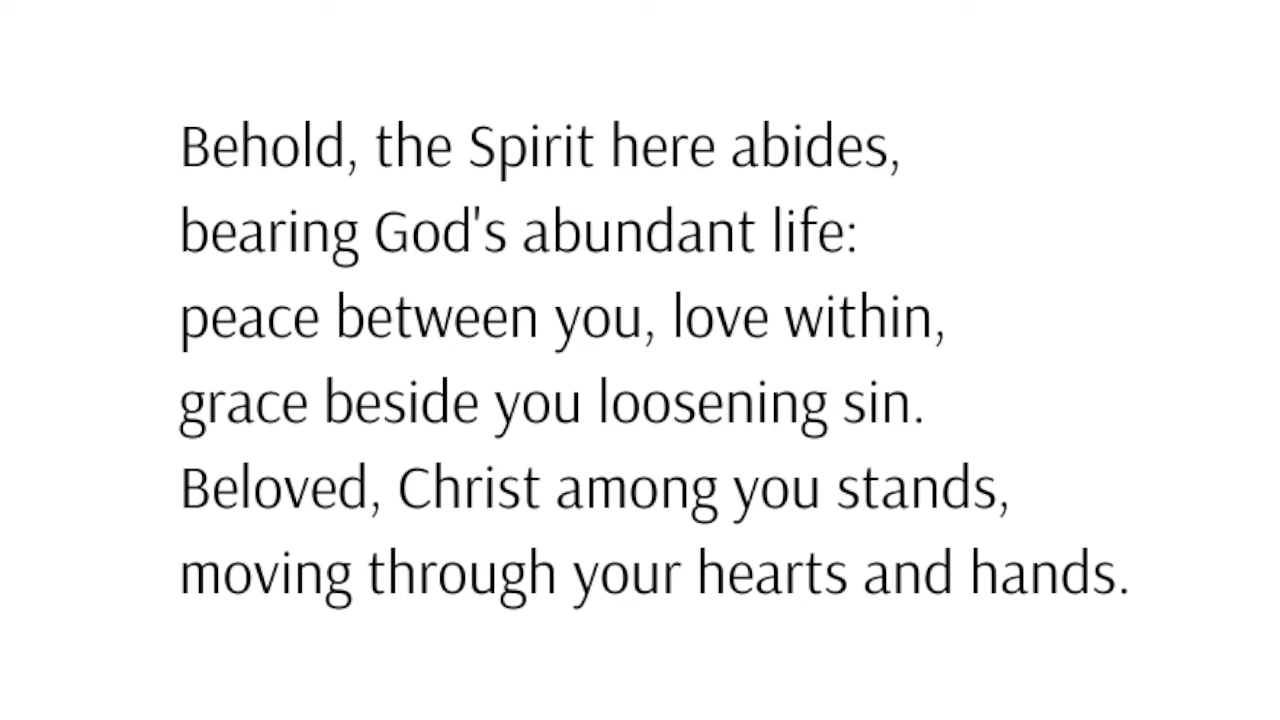 Behold, the Spirit here abides,
bearing God's abundant life:
peace between you, love within,
grace beside you loosening sin.
Beloved, Christ among you stands,
moving through your hearts and hands.